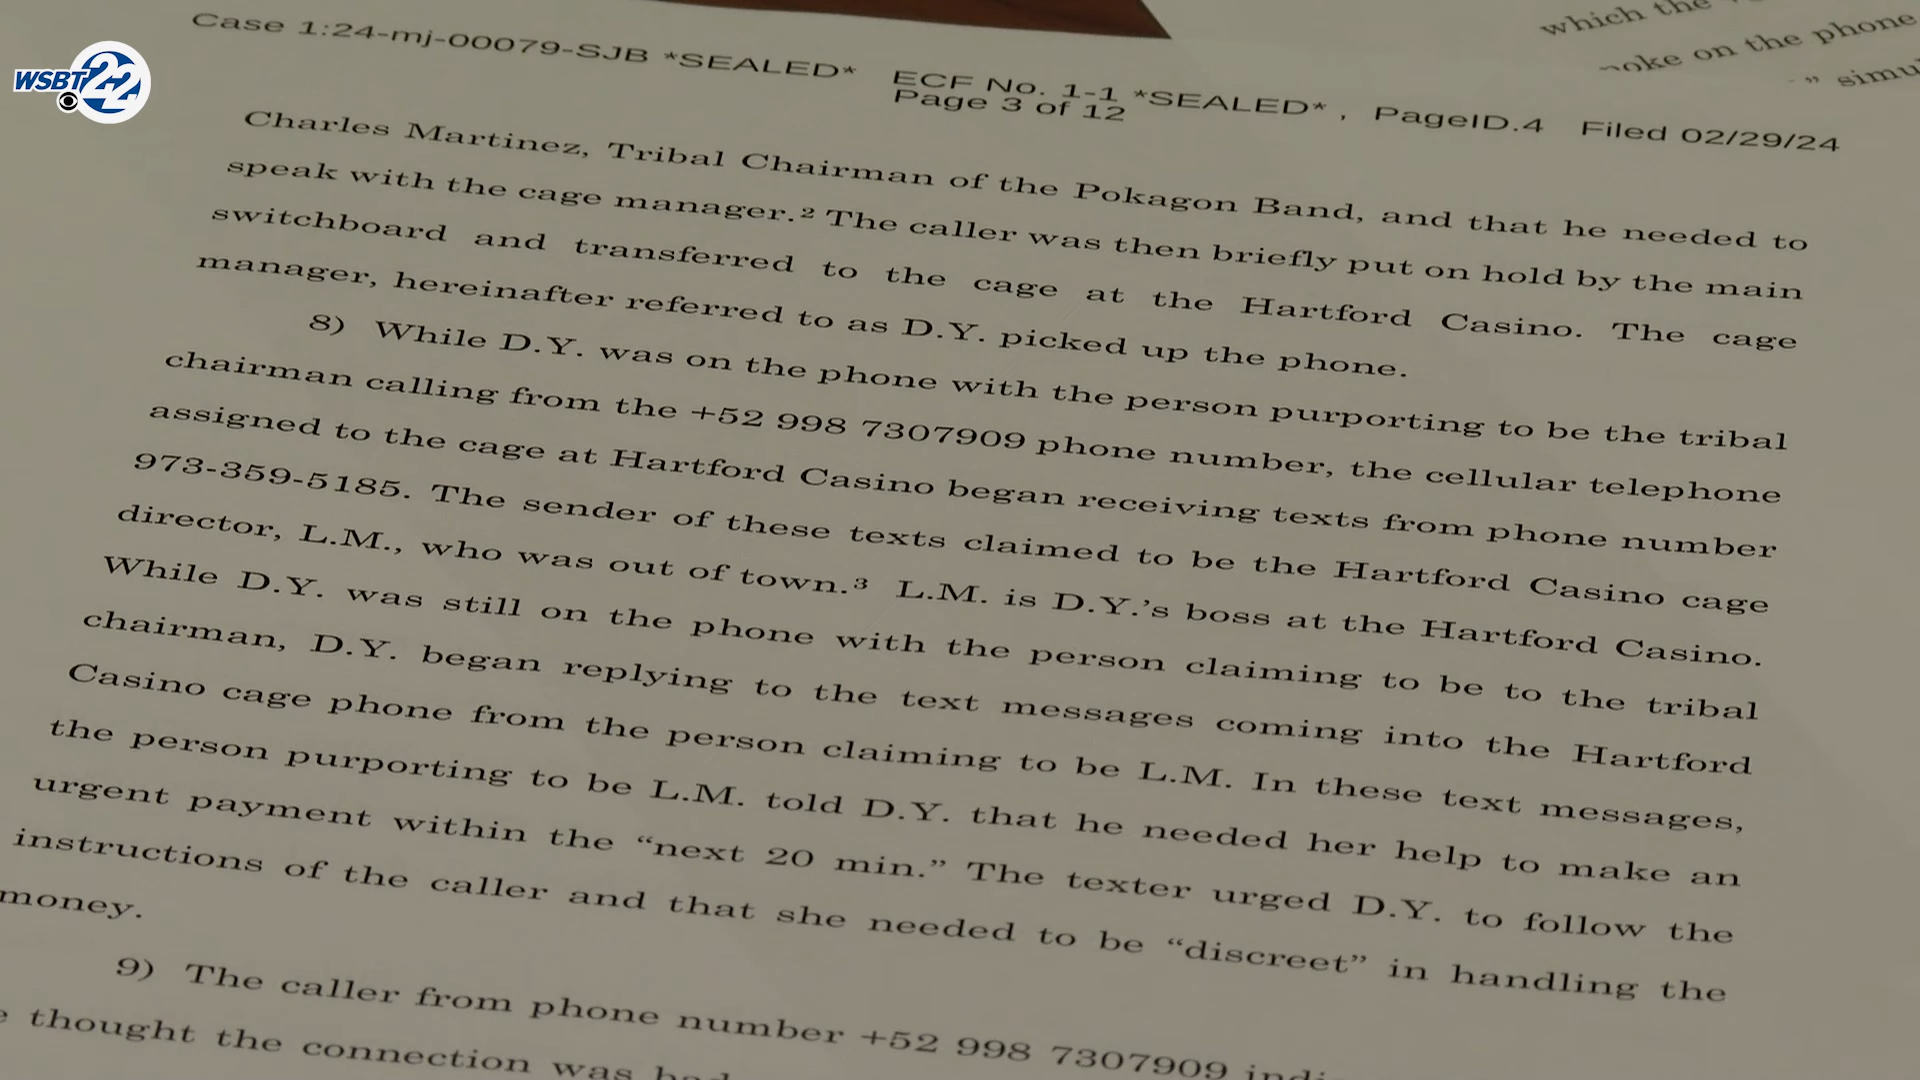 WSBT 22
which the
on the phone
Case 1:24-mj-00079-SJB *SEALED* ECF No. 1-1 *SEALED* , PageID.4 Filed 02/29/24
Page 3 of 12
Charles Martinez, Tribal Chairman of the Pokagon Band, and that he needed to
speak with the cage manager.² The caller was then briefly put on hold by the main
switchboard and transferred to the cage at the Hartford Casino. The cage
manager, hereinafter referred to as D.Y. picked up the phone.
8) While D.Y. was on the phone with the person purporting to be the tribal
chairman calling from the +52 998 7307909 phone number, the cellular telephone
assigned to the cage at Hartford Casino began receiving texts from phone number
973-359-5185. The sender of these texts claimed to be the Hartford Casino cage
director, L.M., who was out of town.³ L.M. is D.Y.'s boss at the Hartford Casino.
While D.Y. was still on the phone with the person claiming to be to the tribal
chairman, D.Y. began replying to the text messages coming into the Hartford
Casino cage phone from the person claiming to be L.M. In these text messages,
the person purporting to be L.M. told D.Y. that he needed her help to make an
urgent payment within the “next 20 min.” The texter urged D.Y. to follow the
instructions of the caller and that she needed to be “discreet” in handling the
money.
9) The caller from phone number +52 998 7307909
thought the connection was